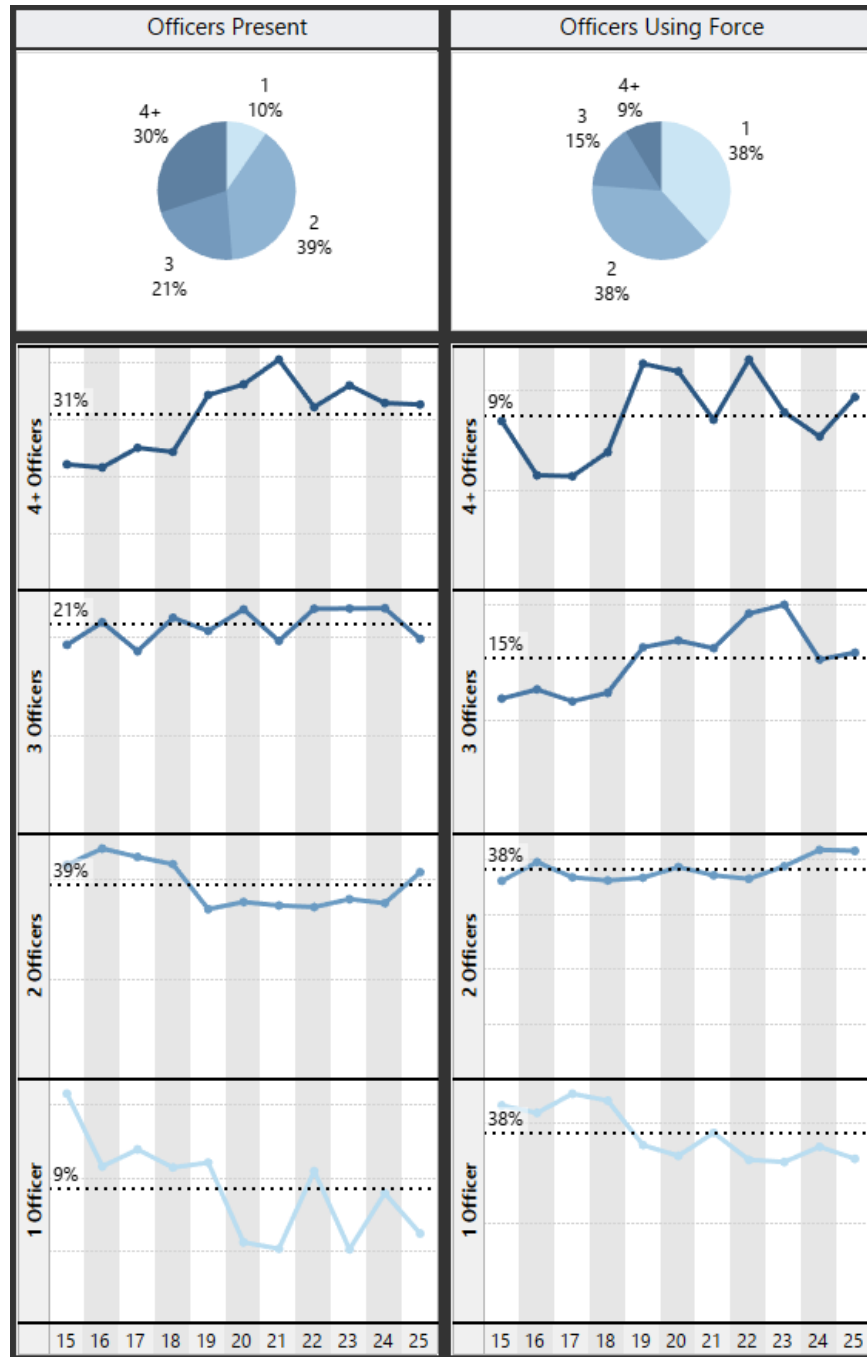 Officers Present
Officers Using Force
1
10%
2
39%
3
21%
4+
30%
1
38%
2
38%
3
15%
4+
9%
4+ Officers
31%
4+ Officers
9%
3 Officers
21%
3 Officers
15%
2 Officers
39%
2 Officers
38%
1 Officer
9%
1 Officer
38%
15 16 17 18 19 20 21 22 23 24 25
15 16 17 18 19 20 21 22 23 24 25